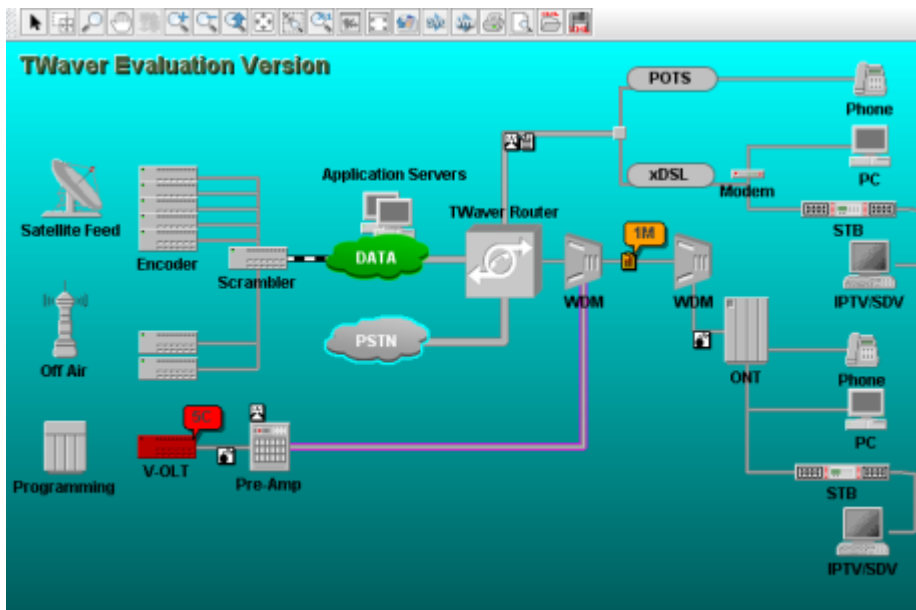 TWaver Evaluation Version
POTS
Phone
PC
Application Servers
xDSL
Modem
TWaver Router
Satellite Feed
STB
1M
DATA
Encoder
Scrambler
WDM
WDM
IPTV/SDV
PSTN
Off Air
ONT
Phone
5C
PC
V-OLT
Pre-Amp
Programming
STB
IPTV/SDV